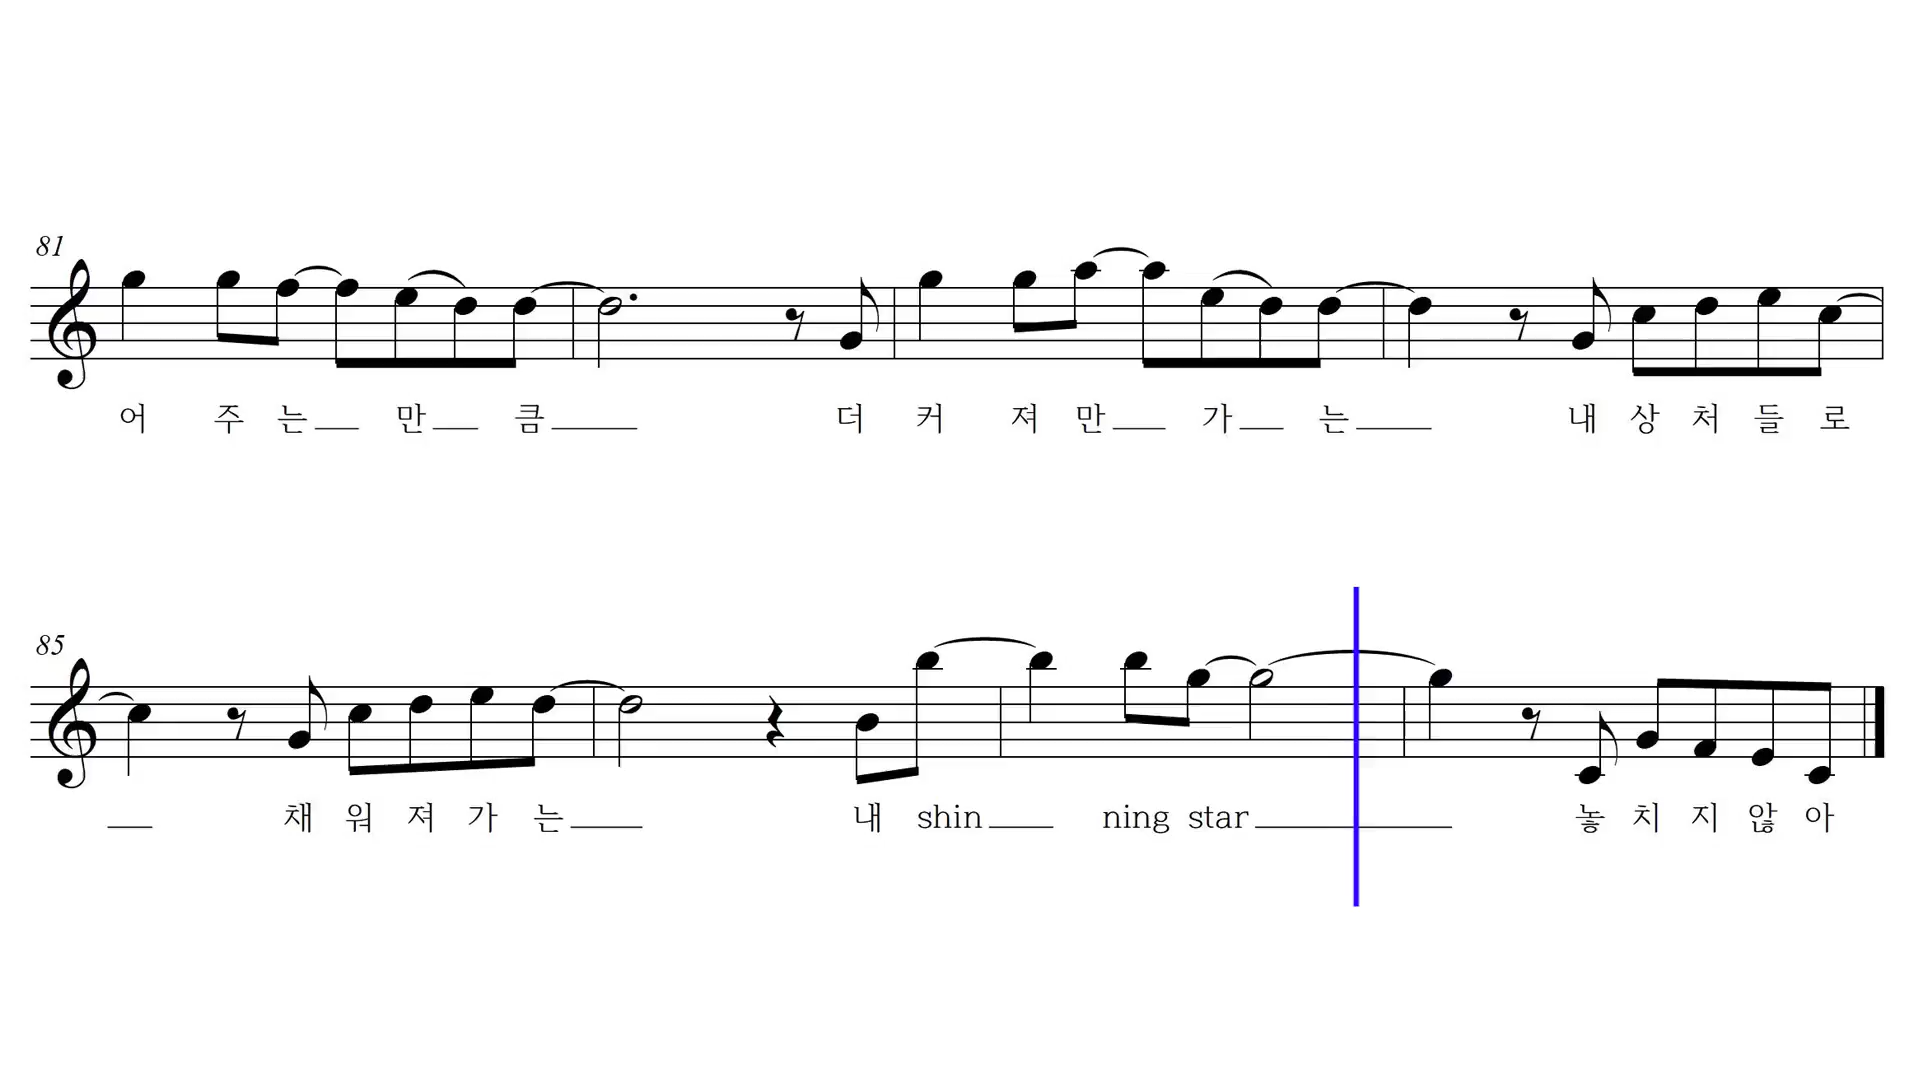 81
어 주 는 만 큼 더 커 져 만 가 는 내 상 처 들 로
85
채 워 져 가 는 내 shin ning star 놓 치 지 않 아